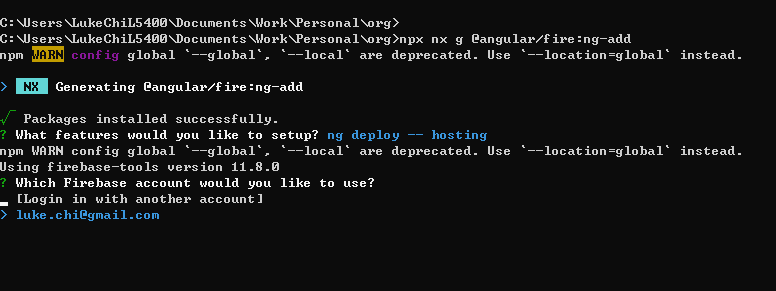 C:\Users\LukeChiL5400\Documents\Work\Personal\org>
C:\Users\LukeChiL5400\Documents\Work\Personal\org>npx nx g @angular/fire:ng-add
npm WARN config global `--global`, `--local` are deprecated. Use `--location=global` instead.
> NX Generating @angular/fire:ng-add
√ Packages installed successfully.
? What features would you like to setup? ng deploy -- hosting
npm WARN config global `--global`, `--local` are deprecated. Use `--location=global` instead.
Using firebase-tools version 11.8.0
? Which Firebase account would you like to use?
[Login in with another account]
> luke.chi@gmail.com